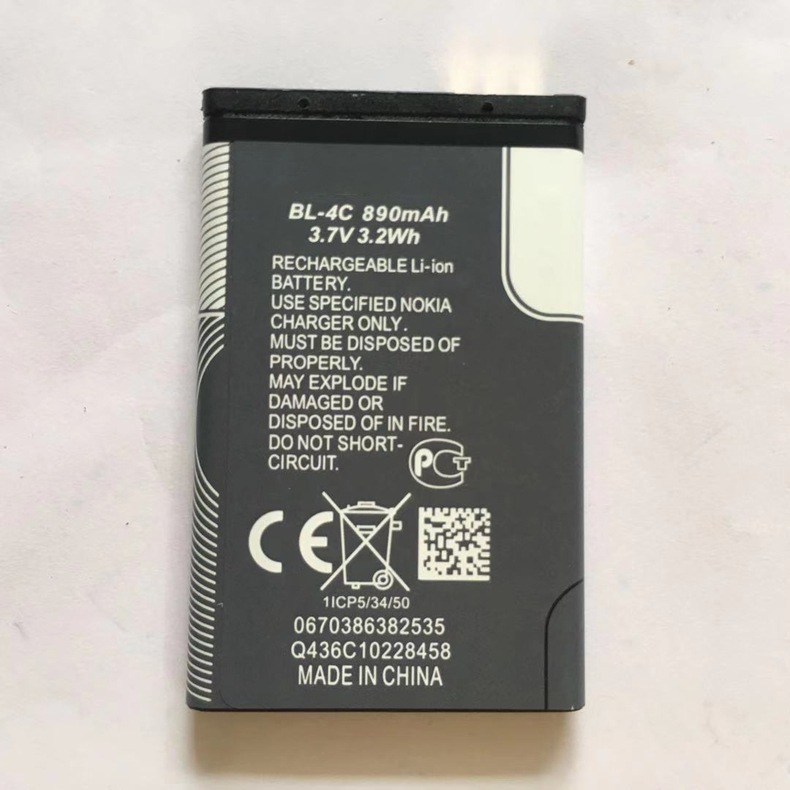 BL-4C 890mAh
3.7V 3.2Wh
RECHARGEABLE Li-ion
BATTERY.
USE SPECIFIED NOKIA
CHARGER ONLY.
MUST BE DISPOSED OF
PROPERLY.
MAY EXPLODE IF
DAMAGED OR
DISPOSED OF IN FIRE.
DO NOT SHORT-
CIRCUIT.
PCT
CE
1ICP5/34/50
0670386382535
Q436C10228458
MADE IN CHINA